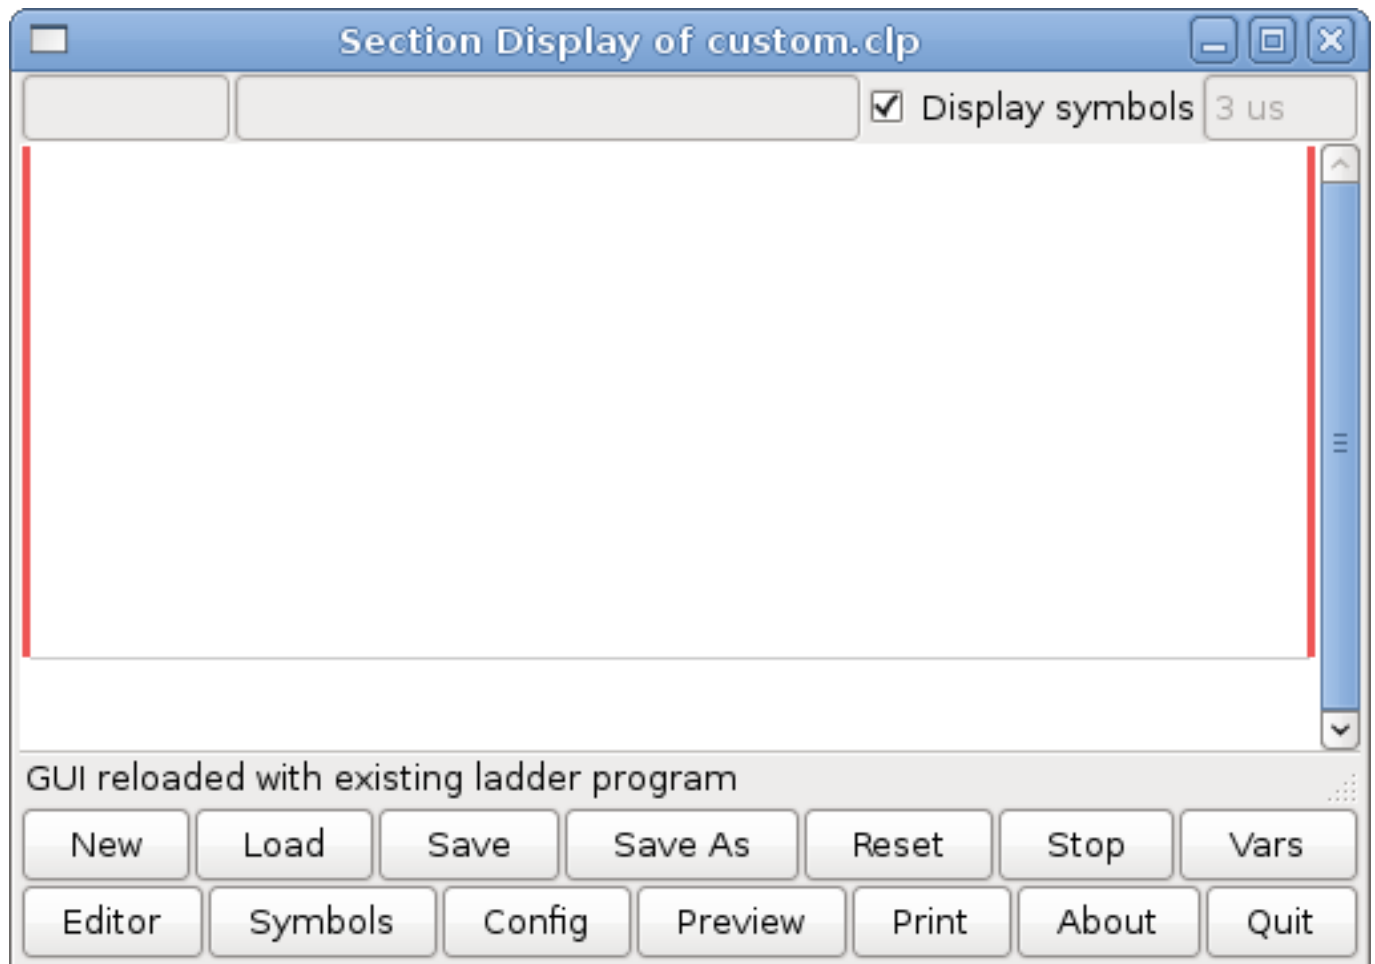 Section Display of custom.clp
Display symbols 3 us
GUI reloaded with existing ladder program
New Load Save Save As Reset Stop Vars
Editor Symbols Config Preview Print About Quit